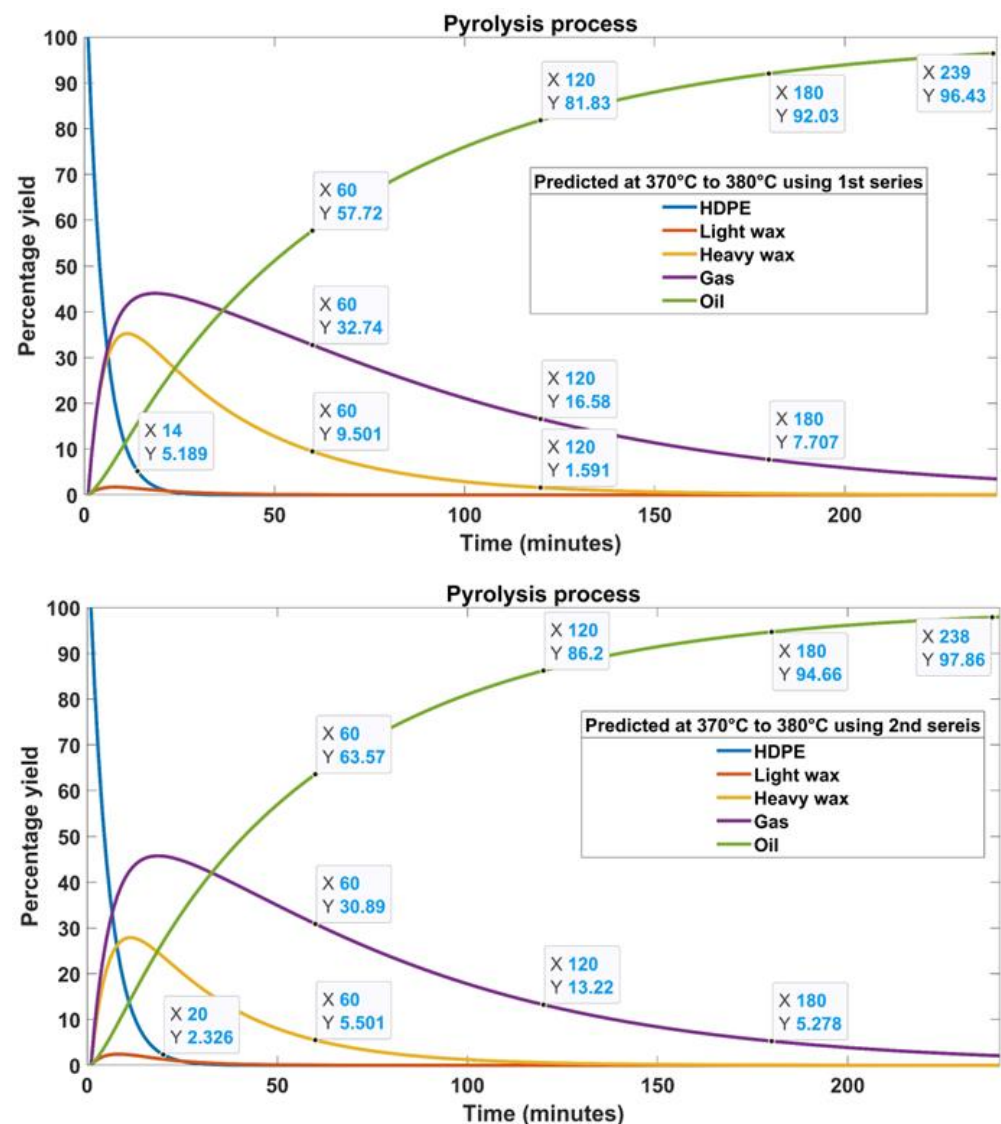 Pyrolysis process
Percentage yield
100
90
80
70
60
50
40
30
20
10
0
X 14
Y 5.189
X 60
Y 57.72
X 60
Y 32.74
X 60
Y 9.501
X 120
Y 81.83
X 120
Y 16.58
X 120
Y 1.591
X 180
Y 92.03
X 180
Y 7.707
X 239
Y 96.43
Predicted at 370°C to 380°C using 1st series
HDPE
Light wax
Heavy wax
Gas
Oil
0 50 100 150 200
Time (minutes)
Pyrolysis process
Percentage yield
100
90
80
70
60
50
40
30
20
10
0
X 20
Y 2.326
X 60
Y 63.57
X 60
Y 30.89
X 60
Y 5.501
X 120
Y 86.2
X 120
Y 13.22
X 180
Y 94.66
X 180
Y 5.278
X 238
Y 97.86
Predicted at 370°C to 380°C using 2nd sereis
HDPE
Light wax
Heavy wax
Gas
Oil
0 50 100 150 200
Time (minutes)